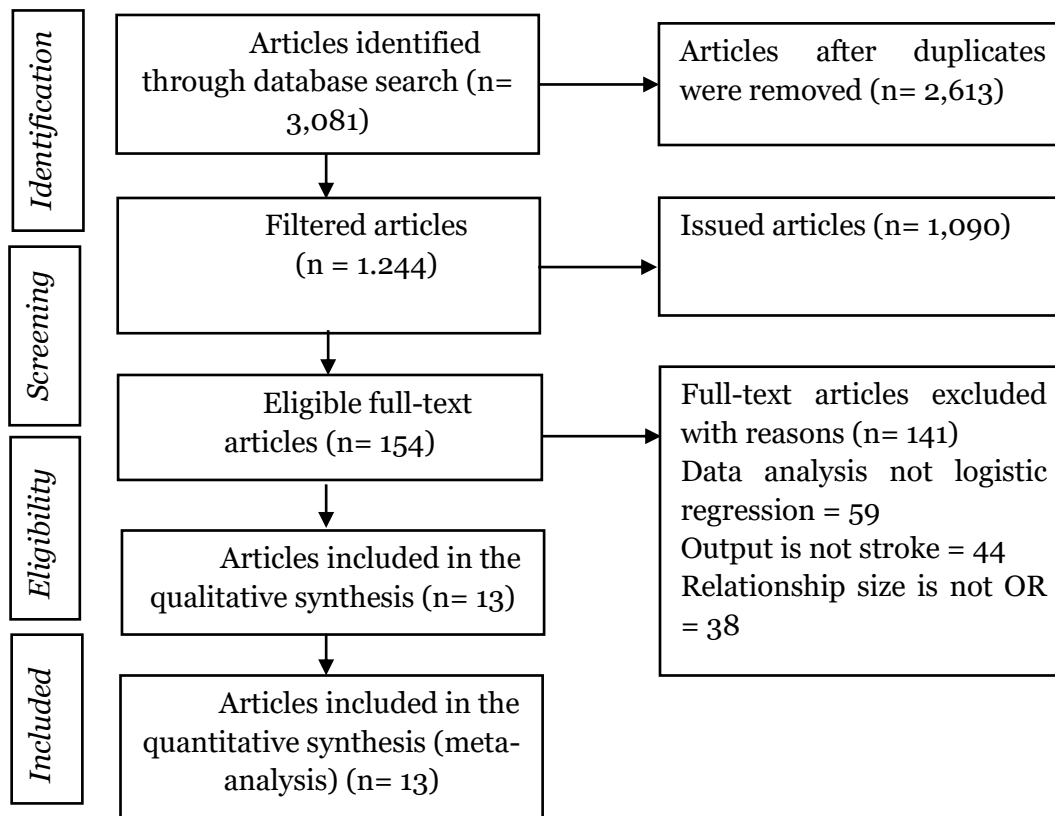 Identification
Articles identified
through database search (n=
3,081)
Articles after duplicates
were removed (n= 2,613)
Screening
Filtered articles
(n = 1.244)
Issued articles (n= 1,090)
Eligibility
Eligible full-text
articles (n= 154)
Full-text articles excluded
with reasons (n= 141)
Data analysis not logistic
regression = 59
Output is not stroke = 44
Relationship size is not OR
= 38
Articles included in the
qualitative synthesis (n= 13)
Included
Articles included in the
quantitative synthesis (meta-
analysis) (n= 13)